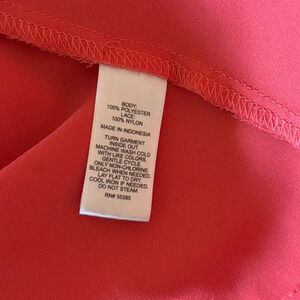 BODY:
100% POLYESTER
LACE:
100% NYLON
MADE IN INDONESIA
TURN GARMENT
INSIDE OUT
MACHINE WASH COLD
WITH LIKE COLORS.
GENTLE CYCLE.
ONLY NON-CHLORINE
BLEACH WHEN NEEDED.
LAY FLAT TO DRY.
COOL IRON IF NEEDED.
DO NOT STEAM
RN# 66285